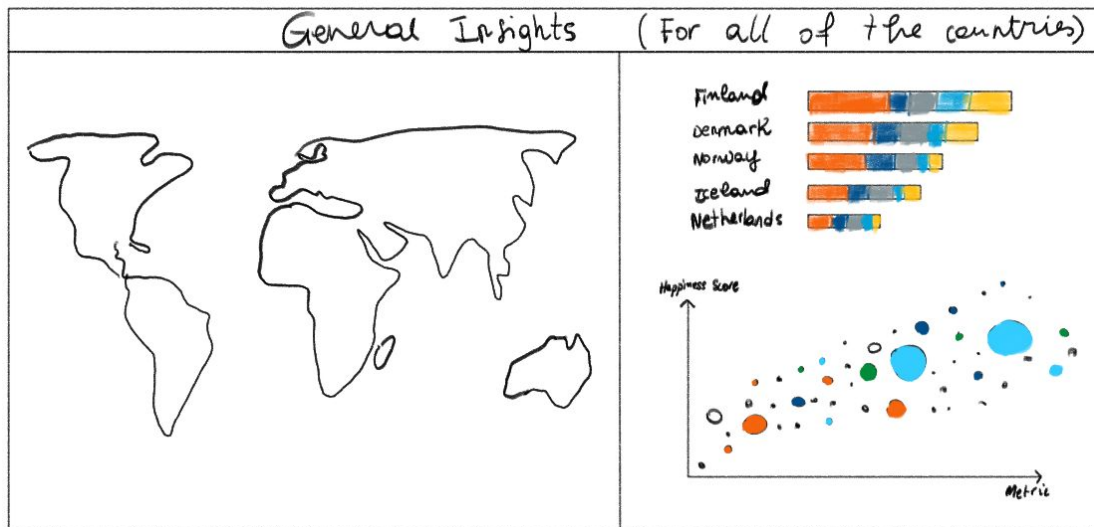 General Insights (For all of the countries)
Finland
Denmark
Norway
Iceland
Netherlands
Happiness Score
Metric